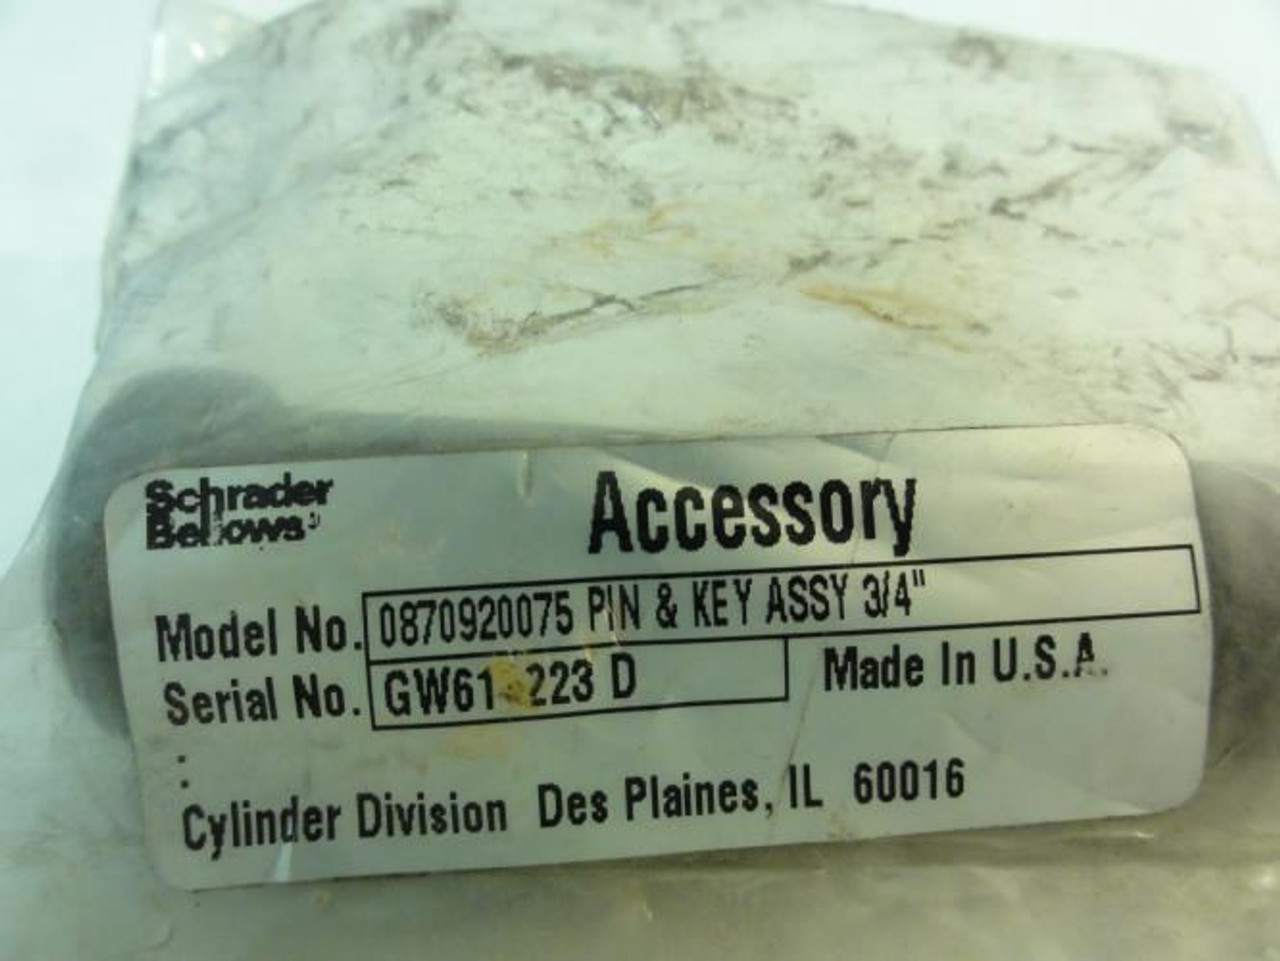 Schrader
Bellows
Accessory
Model No. 0870920075 PIN & KEY ASSY 3/4"
Serial No. GW61 223 D Made In U.S.A.
:
Cylinder Division Des Plaines, IL 60016